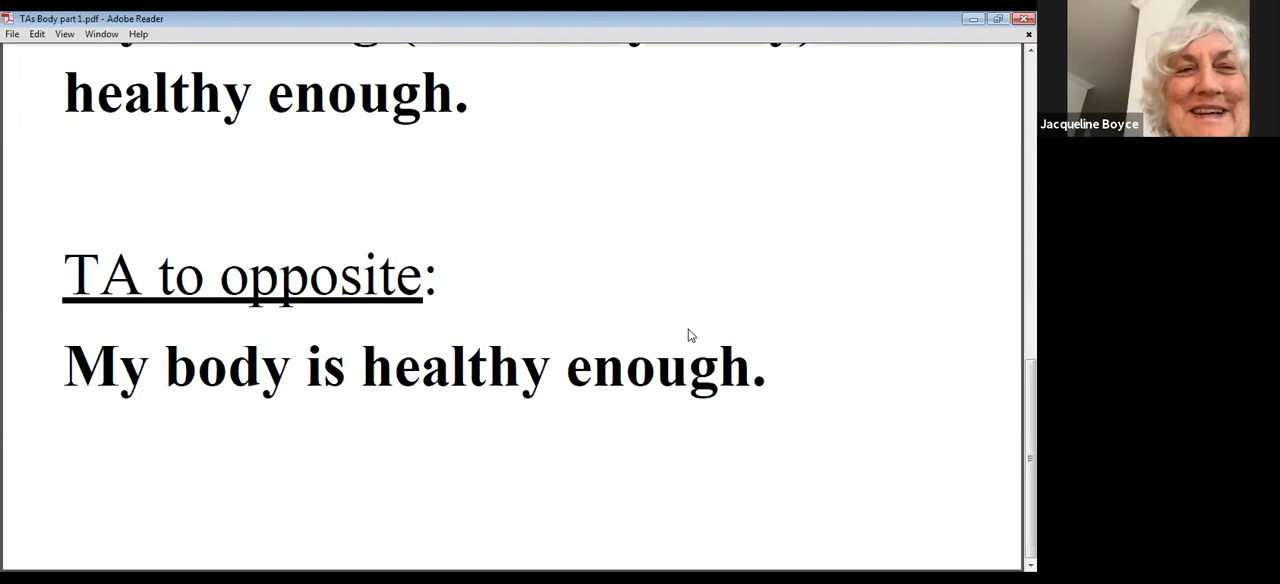 TAs Body part 1.pdf - Adobe Reader
File Edit View Window Help
healthy enough.
Jacqueline Boyce
TA to opposite:
My body is healthy enough.